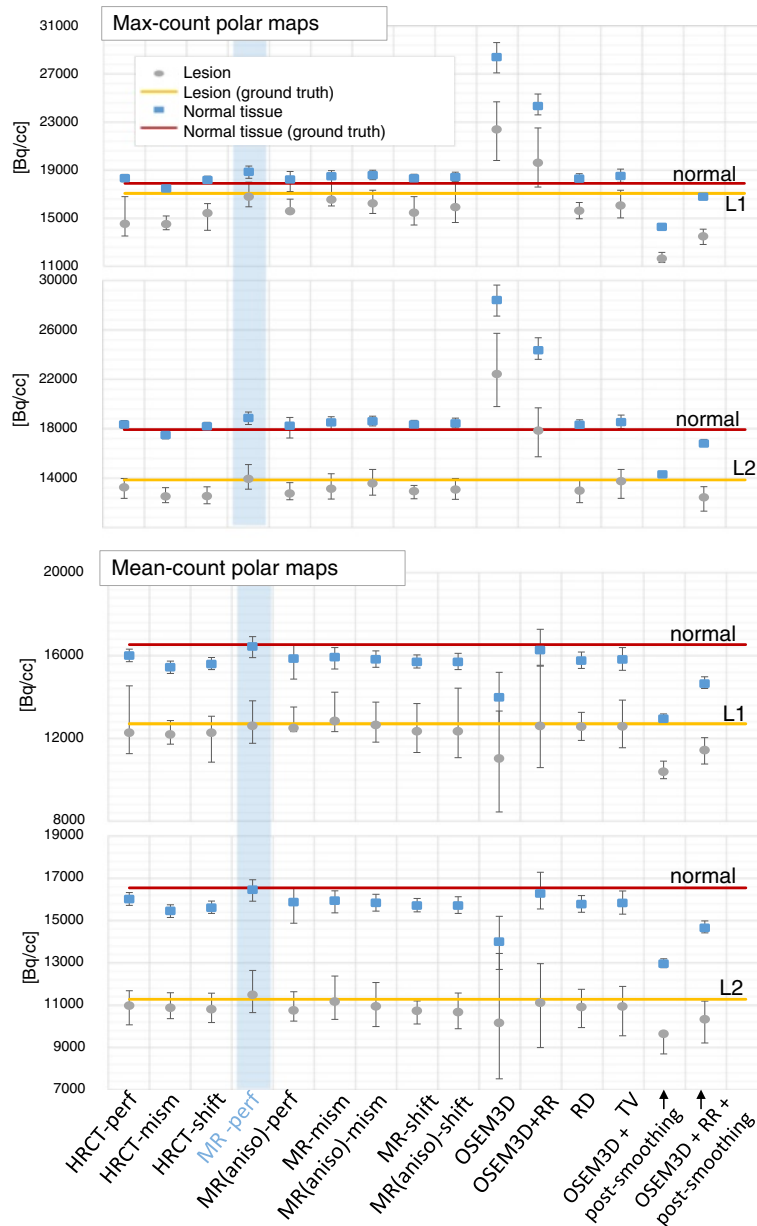 Max-count polar maps
31000
27000
23000
19000
15000
11000
[Bq/cc]
Lesion
Lesion (ground truth)
Normal tissue
Normal tissue (ground truth)
normal
L1
30000
26000
22000
18000
14000
[Bq/cc]
normal
L2
Mean-count polar maps
20000
16000
12000
8000
[Bq/cc]
normal
L1
19000
17000
15000
13000
11000
9000
7000
[Bq/cc]
normal
L2
HRCT-perf
HRCT-mism
HRCT-shift
MR -perf
MR(aniso)-perf
MR-mism
MR(aniso)-mism
MR-shift
MR(aniso)-shift
OSEM3D
OSEM3D+RR
RD
OSEM3D + TV
post-smoothing
OSEM3D + RR +
post-smoothing